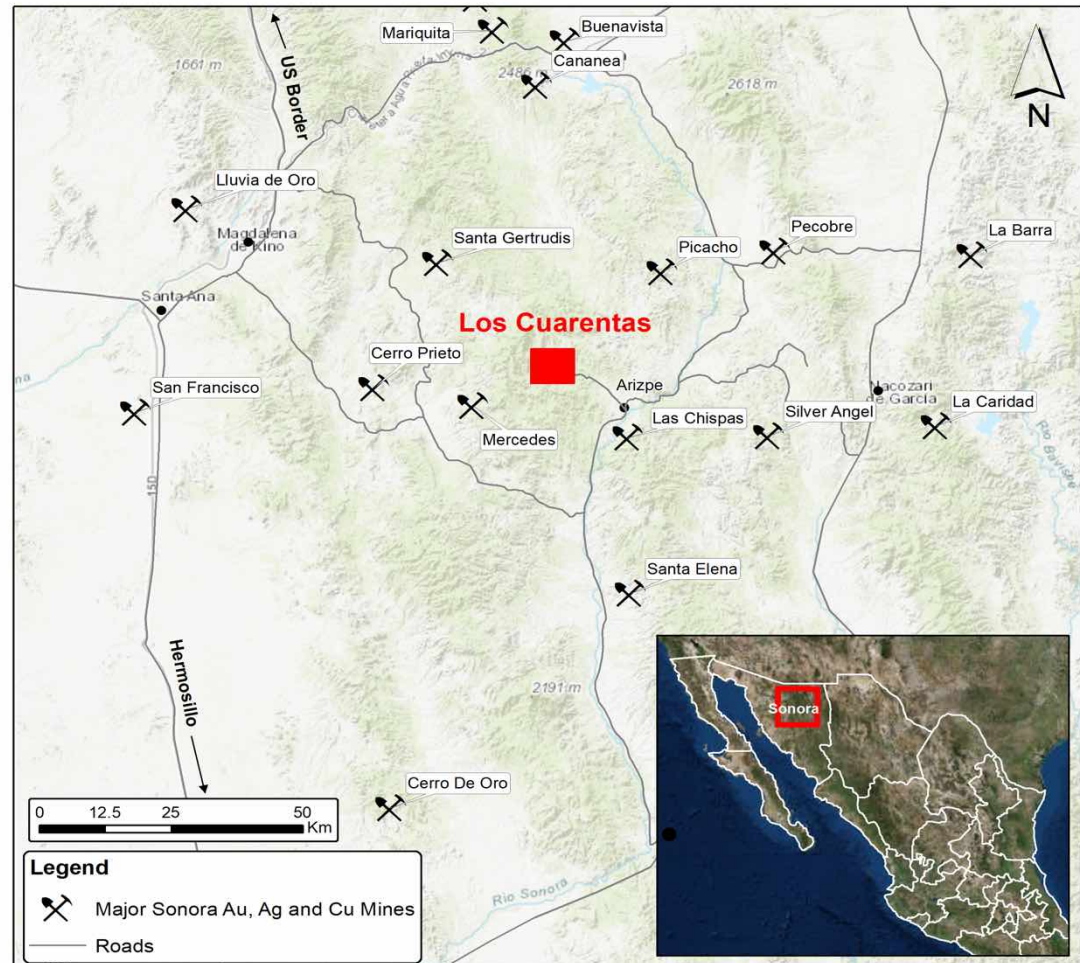 Mariquita
Buenavista
Cananea
2486 m
1661 m
2618 m
US Border
N
Lluvia de Oro
Magdalena
de Kino
Santa Gertrudis
Picacho
Pecobre
La Barra
Santa Ana
Los Cuarentas
Cerro Prieto
San Francisco
Mercedes
Arizpe
Las Chispas
Silver Angel
Nacozari
de García
La Caridad
Rio Bavispe
15D
Santa Elena
Hermosillo
2191 m
Sonora
Cerro De Oro
0 12.5 25 50
Km
Rio Sonora
Legend
Major Sonora Au, Ag and Cu Mines
Roads